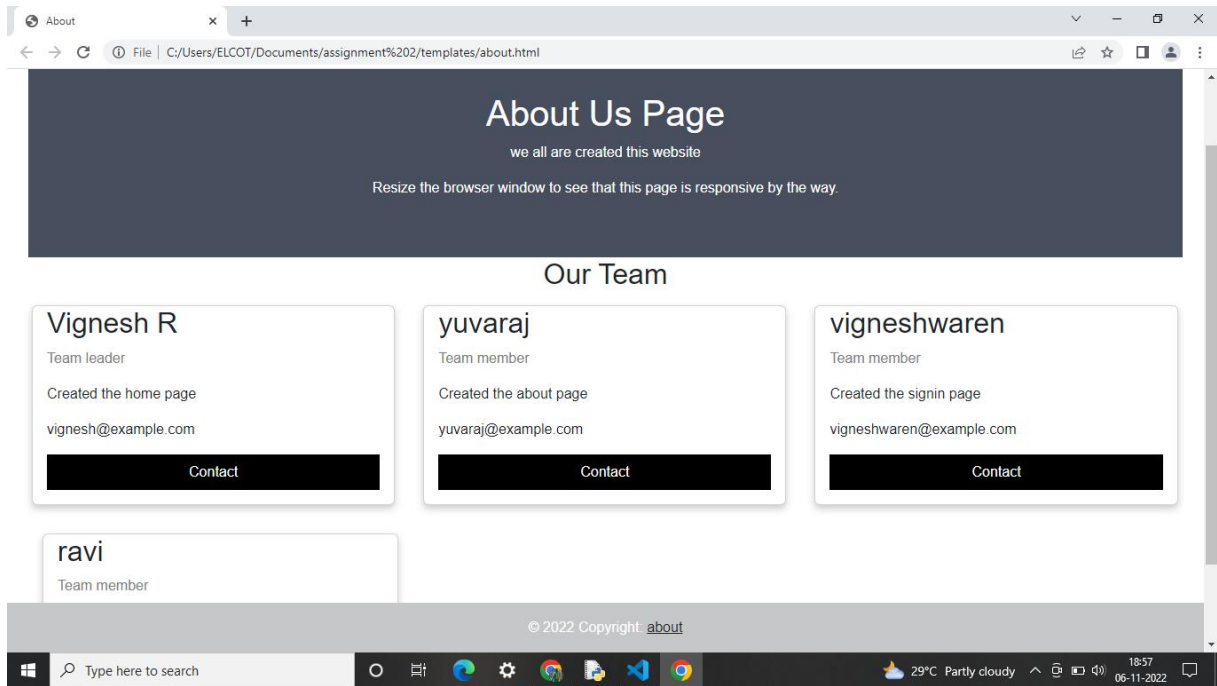 About
File | C:/Users/ELCOT/Documents/assignment%202/templates/about.html
About Us Page
we all are created this website
Resize the browser window to see that this page is responsive by the way.
Our Team
Vignesh R
Team leader
Created the home page
vignesh@example.com
Contact
yuvaraj
Team member
Created the about page
yuvaraj@example.com
Contact
vigneshwaren
Team member
Created the signin page
vigneshwaren@example.com
Contact
ravi
Team member
© 2022 Copyright: about
Type here to search
29°C Partly cloudy
18:57
06-11-2022